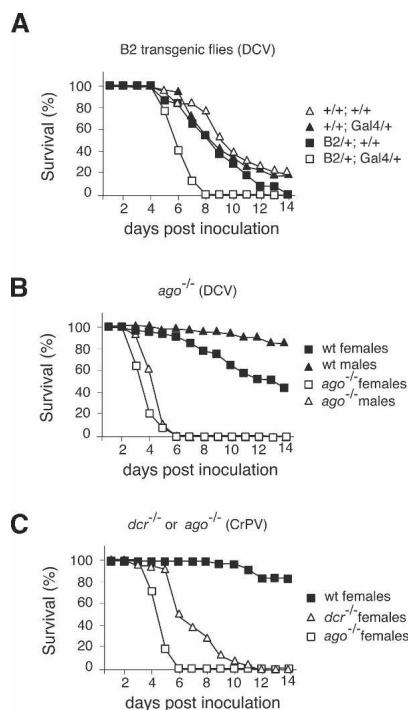 A
B2 transgenic flies (DCV)
Survival (%)
100
80
60
40
20
0
2 4 6 8 10 12 14
days post inoculation
+/+; +/+
+/+; Gal4/+
B2/+; +/+
B2/+; Gal4/+
B
ago-/- (DCV)
Survival (%)
100
80
60
40
20
0
2 4 6 8 10 12 14
days post inoculation
wt females
wt males
ago-/-females
ago-/-males
C
dcr-/- or ago-/- (CrPV)
Survival (%)
100
80
60
40
20
0
2 4 6 8 10 12 14
days post inoculation
wt females
dcr-/-females
ago-/-females